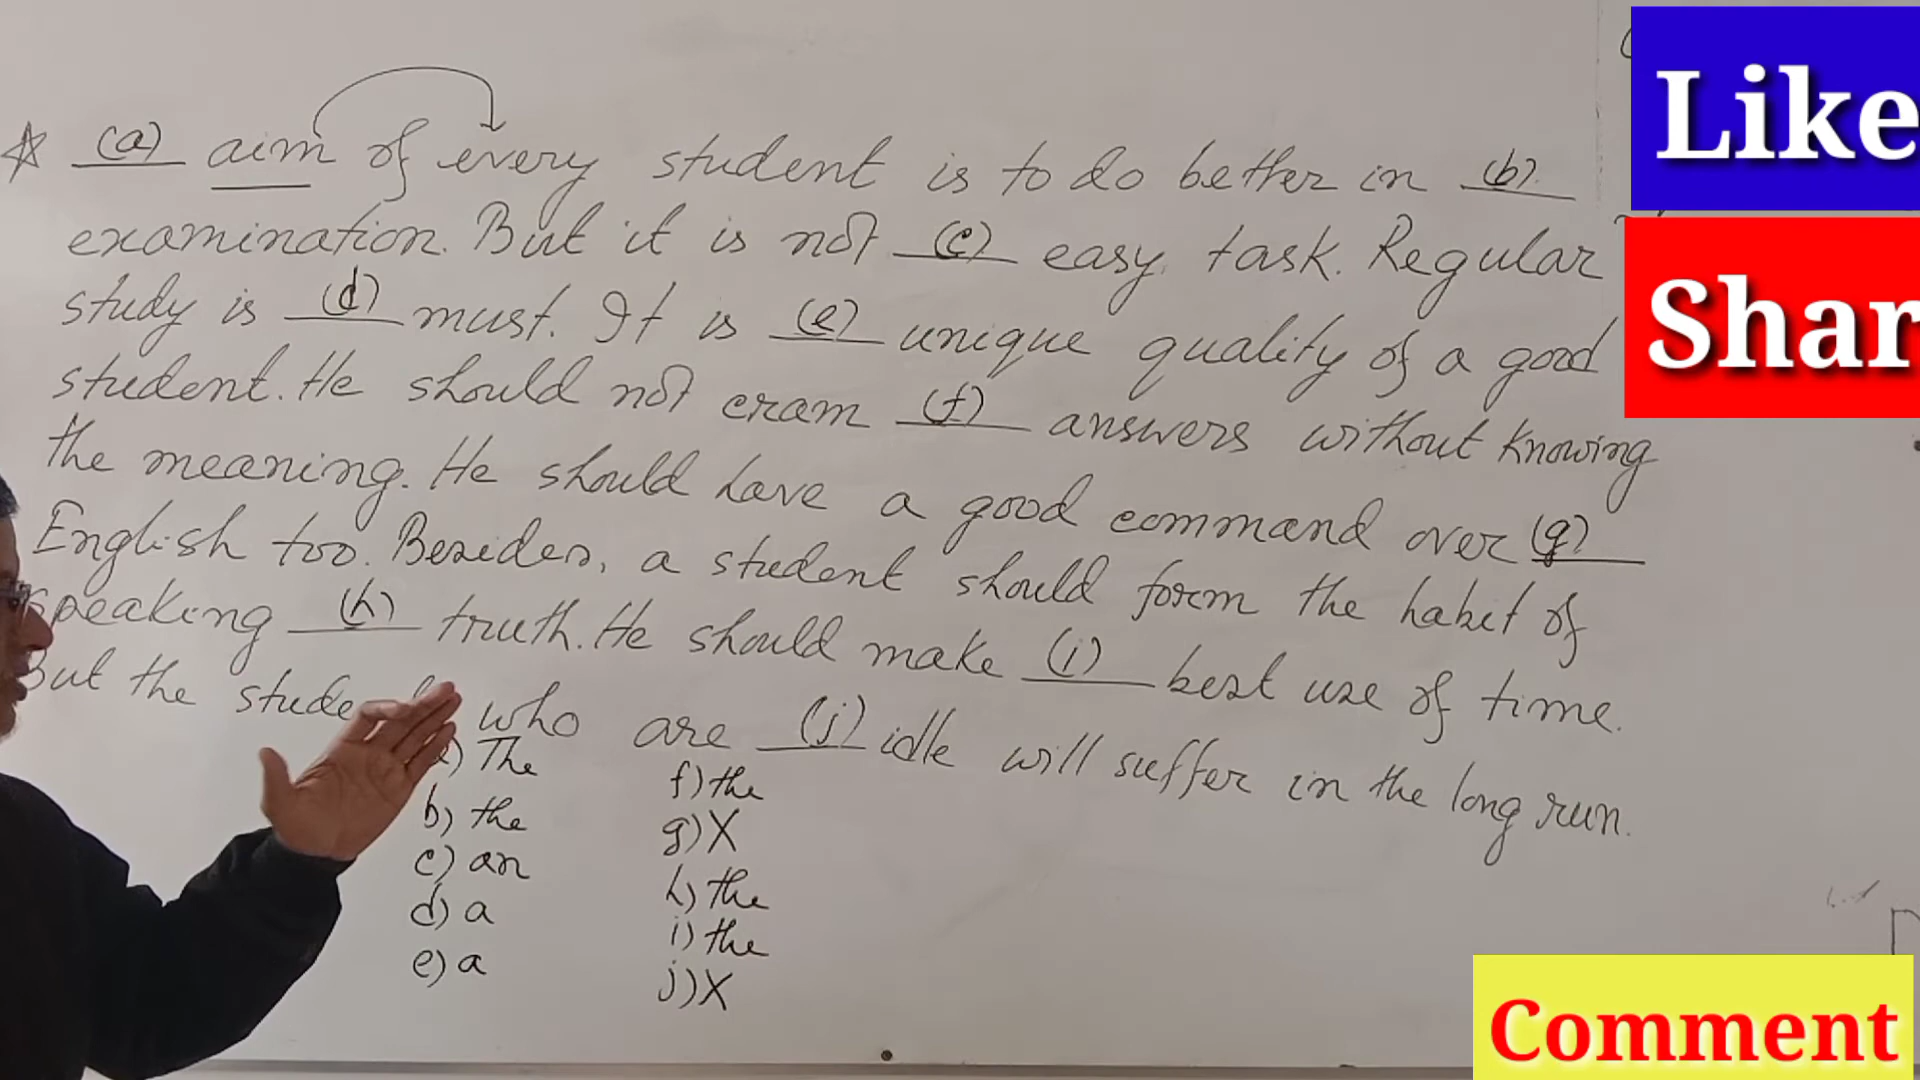 (a) aim of every student is to do better in (b)
examination. But it is not (c) easy task. Regular
study is (d) must. It is (e) unique quality of a good
student. He should not cram (f) answers without knowing
the meaning. He should have a good command over (g)
English too. Besides, a student should form the habit of
speaking (h) truth. He should make (i) best use of time.
But the who are (j) idle will suffer in the long run.
The
b) the
c) an
d) a
e) a
f) the
g) X
h) the
i) the
j) X
Like
Shar
Comment